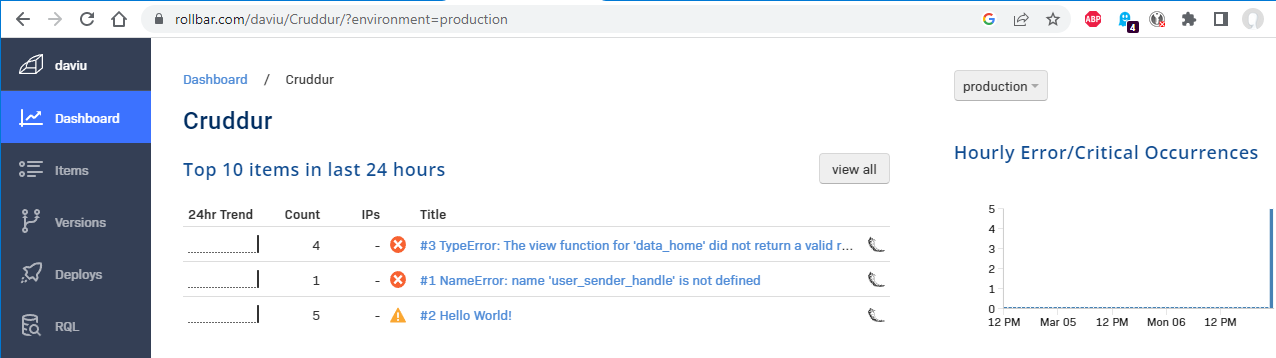 rollbar.com/daviu/Cruddur/?environment=production
ABP
4
daviu
Dashboard
Items
Versions
Deploys
RQL
Dashboard / Cruddur
Cruddur
Top 10 items in last 24 hours
view all
24hr Trend Count IPs Title
4 - #3 TypeError: The view function for 'data_home' did not return a valid r...
1 - #1 NameError: name 'user_sender_handle' is not defined
5 - #2 Hello World!
production
Hourly Error/Critical Occurrences
5
4
3
2
1
0
12 PM Mar 05 12 PM Mon 06 12 PM